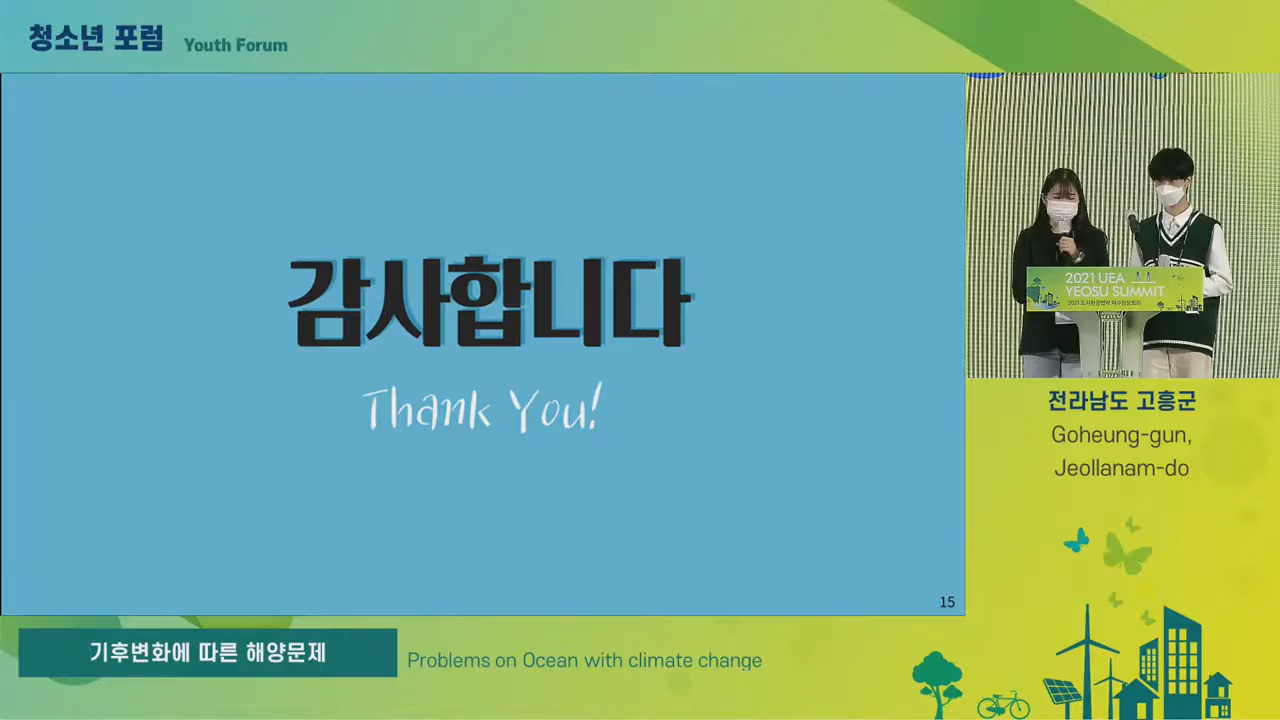 청소년 포럼 Youth Forum
감사합니다
Thank You!
15
2021 UEA
YEOSU SUMMIT
2021 도시환경협약 여수정상회의
전라남도 고흥군
Goheung-gun,
Jeollanam-do
기후변화에 따른 해양문제
Problems on Ocean with climate change